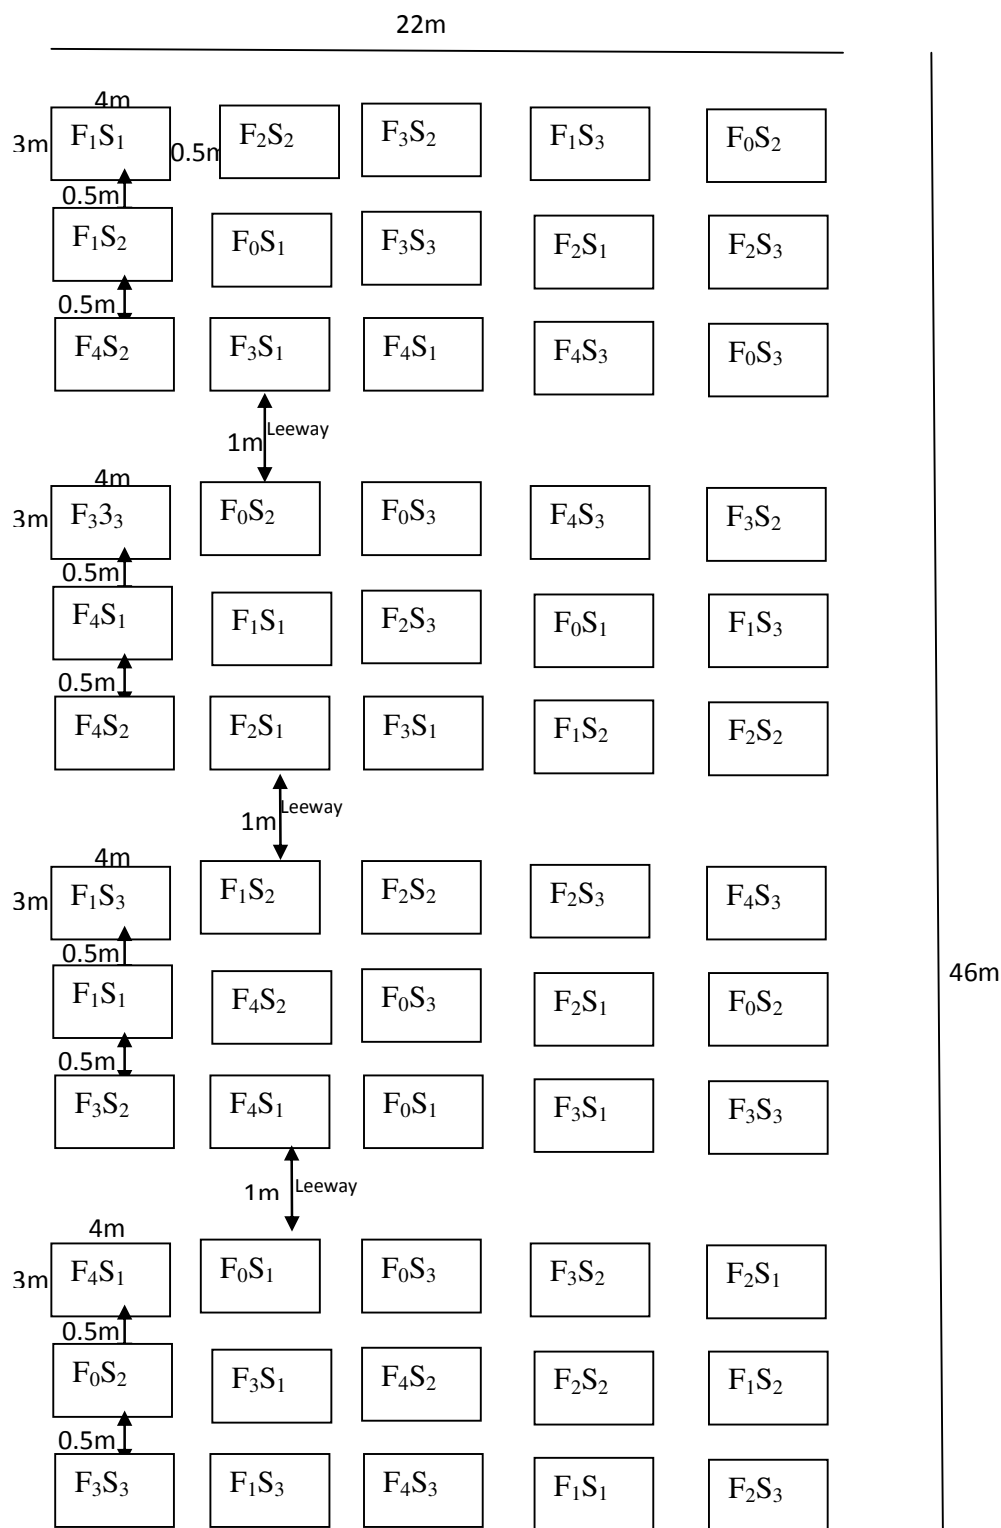 22m
4m
3m F₁S₁ 0.5m F₂S₂ F₃S₂ F₁S₃ F₀S₂
0.5m
F₁S₂ F₀S₁ F₃S₃ F₂S₁ F₂S₃
0.5m
F₄S₂ F₃S₁ F₄S₁ F₄S₃ F₀S₃
1m Leeway
4m
3m F₃3₃ F₀S₂ F₀S₃ F₄S₃ F₃S₂
0.5m
F₄S₁ F₁S₁ F₂S₃ F₀S₁ F₁S₃
0.5m
F₄S₂ F₂S₁ F₃S₁ F₁S₂ F₂S₂
1m Leeway
4m
3m F₁S₃ F₁S₂ F₂S₂ F₂S₃ F₄S₃
0.5m
46m
F₁S₁ F₄S₂ F₀S₃ F₂S₁ F₀S₂
0.5m
F₃S₂ F₄S₁ F₀S₁ F₃S₁ F₃S₃
1m Leeway
4m
3m F₄S₁ F₀S₁ F₀S₃ F₃S₂ F₂S₁
0.5m
F₀S₂ F₃S₁ F₄S₂ F₂S₂ F₁S₂
0.5m
F₃S₃ F₁S₃ F₄S₃ F₁S₁ F₂S₃